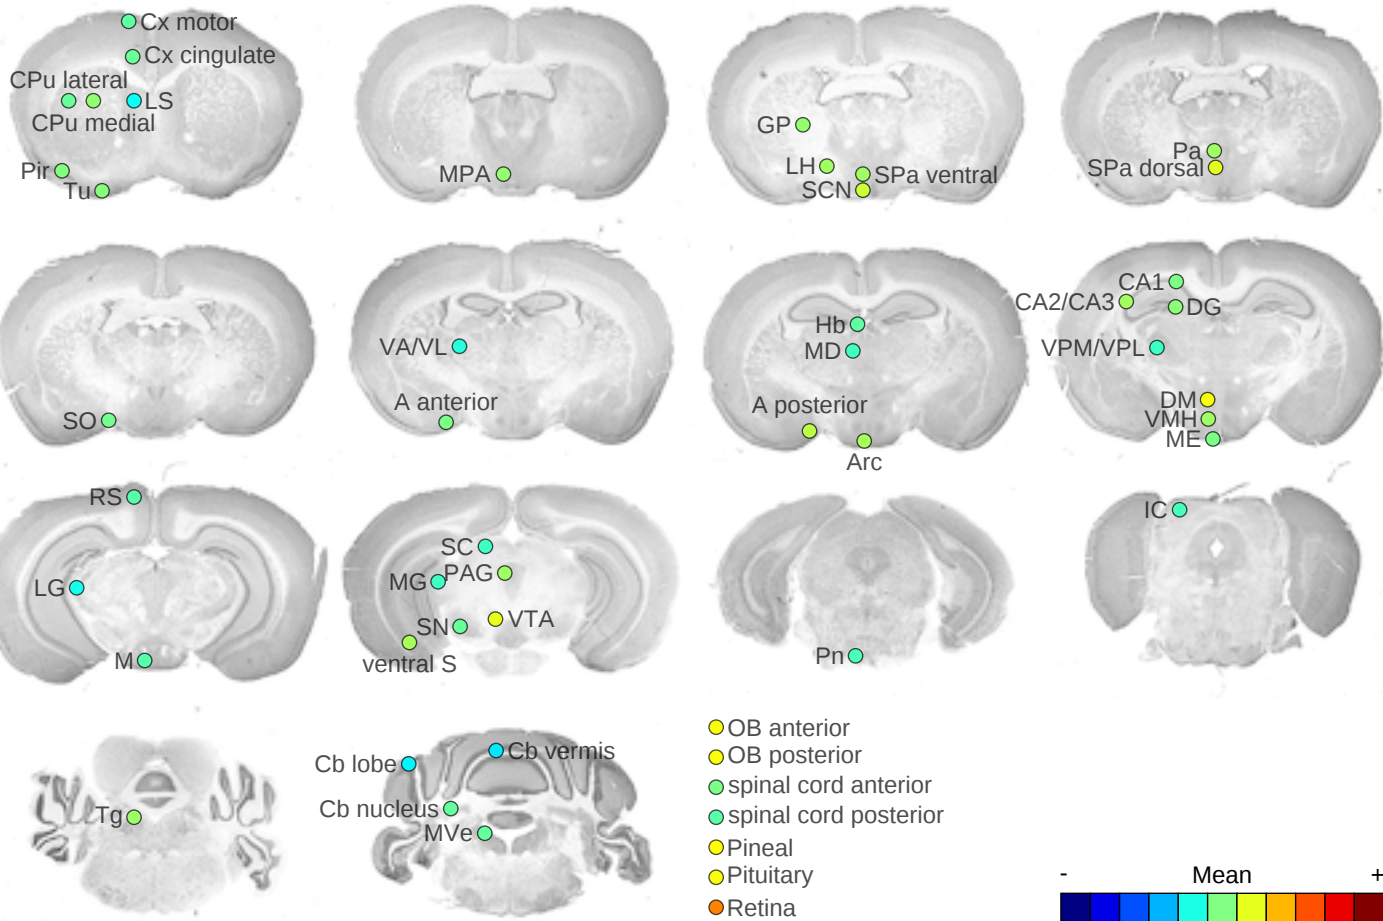 Cx motor
Cx cingulate
CPu lateral
LS
CPu medial
Pir
Tu
MPA
GP
LH
SPa ventral
SCN
Pa
SPa dorsal
SO
VA/VL
A anterior
Hb
MD
A posterior
Arc
CA1
CA2/CA3
DG
VPM/VPL
DM
VMH
ME
RS
LG
M
SC
MG
PAG
SN
VTA
ventral S
Pn
IC
Tg
Cb lobe
Cb vermis
Cb nucleus
MVe
OB anterior
OB posterior
spinal cord anterior
spinal cord posterior
Pineal
Pituitary
Retina
- Mean +